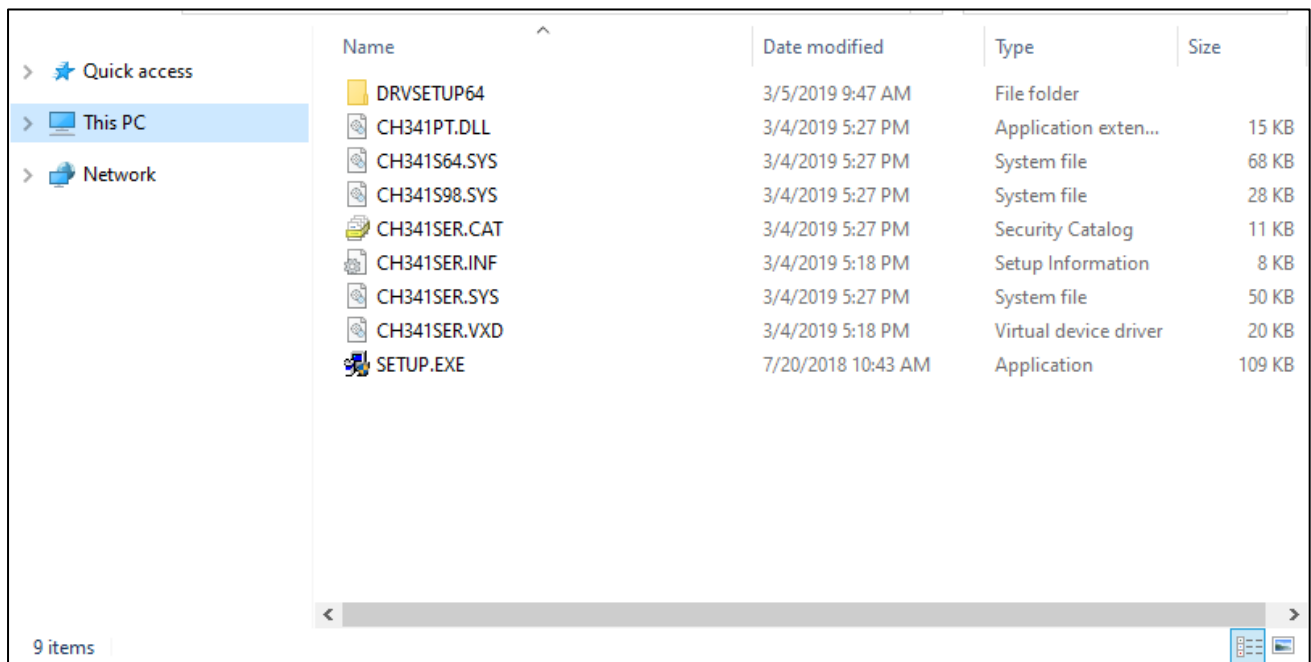 Name Date modified Type Size
Quick access
This PC
Network
DRVSETUP64 3/5/2019 9:47 AM File folder
CH341PT.DLL 3/4/2019 5:27 PM Application exten... 15 KB
CH341S64.SYS 3/4/2019 5:27 PM System file 68 KB
CH341S98.SYS 3/4/2019 5:27 PM System file 28 KB
CH341SER.CAT 3/4/2019 5:27 PM Security Catalog 11 KB
CH341SER.INF 3/4/2019 5:18 PM Setup Information 8 KB
CH341SER.SYS 3/4/2019 5:27 PM System file 50 KB
CH341SER.VXD 3/4/2019 5:18 PM Virtual device driver 20 KB
SETUP.EXE 7/20/2018 10:43 AM Application 109 KB
9 items